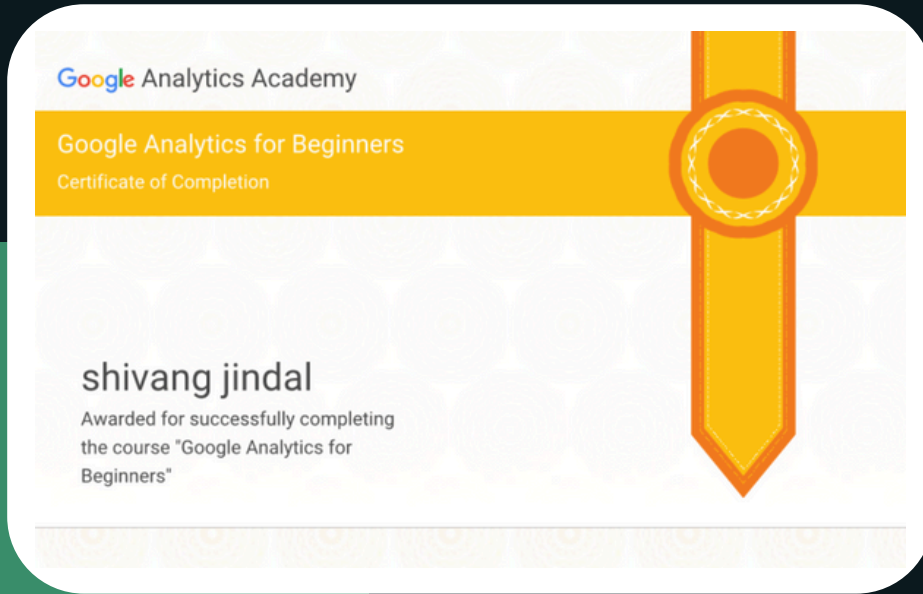 Google Analytics Academy
Google Analytics for Beginners
Certificate of Completion
shivang jindal
Awarded for successfully completing
the course "Google Analytics for
Beginners"